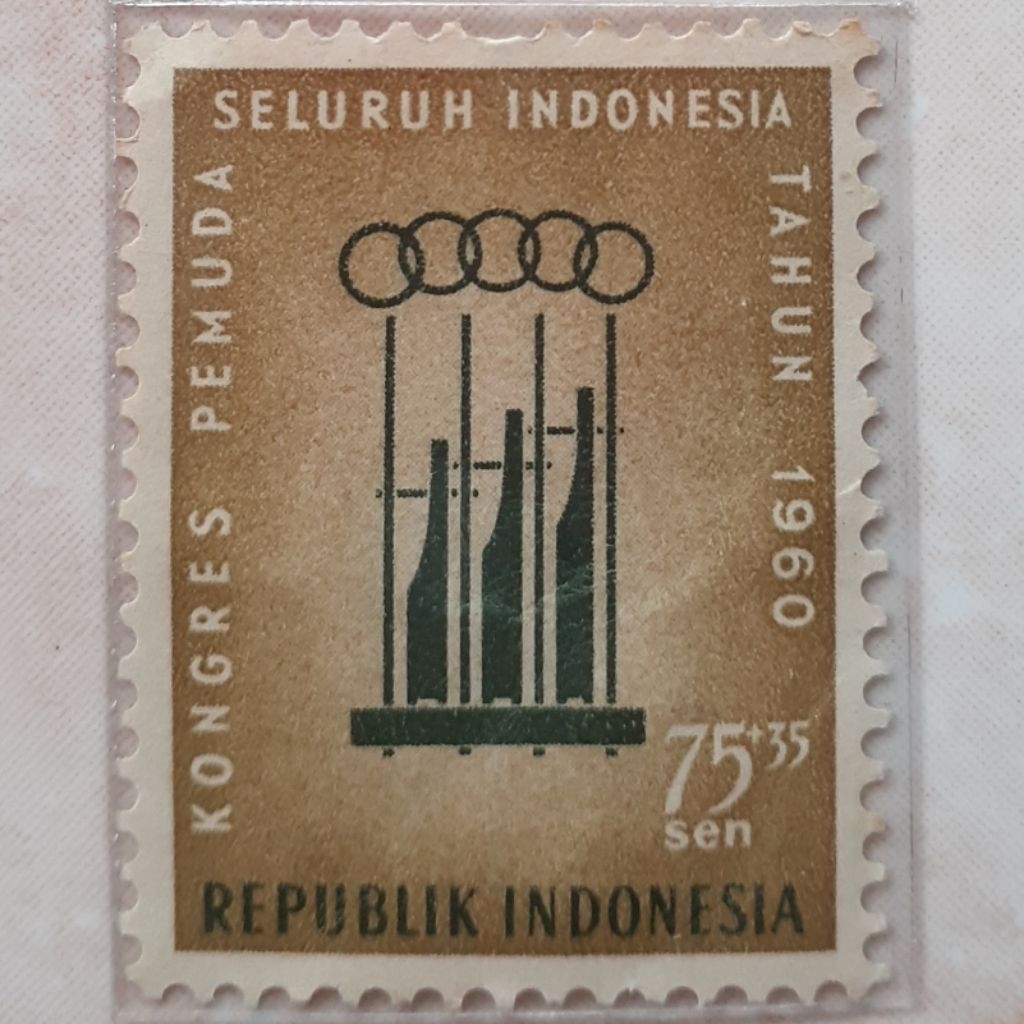 KONGRES PEMUDA
SELURUH INDONESIA
TAHUN 1960
75+35
sen
REPUBLIK INDONESIA